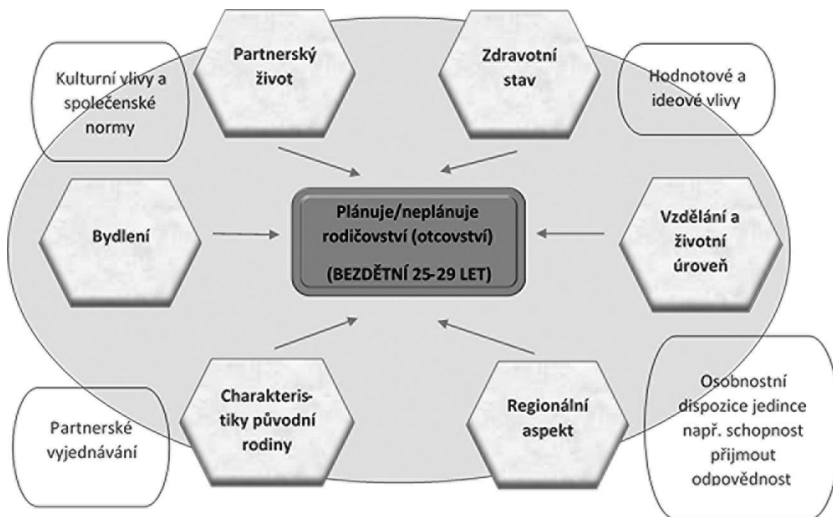 Partnerský
život
Zdravotní
stav
Kulturní vlivy a
společenské
normy
Hodnotové a
ideové vlivy
Bydlení
Plánuje/neplánuje
rodičovství (otcovství)
(BEZDĚTNÍ 25-29 LET)
Vzdělání a
životní
úroveň
Partnerské
vyjednávání
Charakteris-
tiky původní
rodiny
Regionální
aspekt
Osobnostní
dispozice jedince
např. schopnost
přijmout
odpovědnost